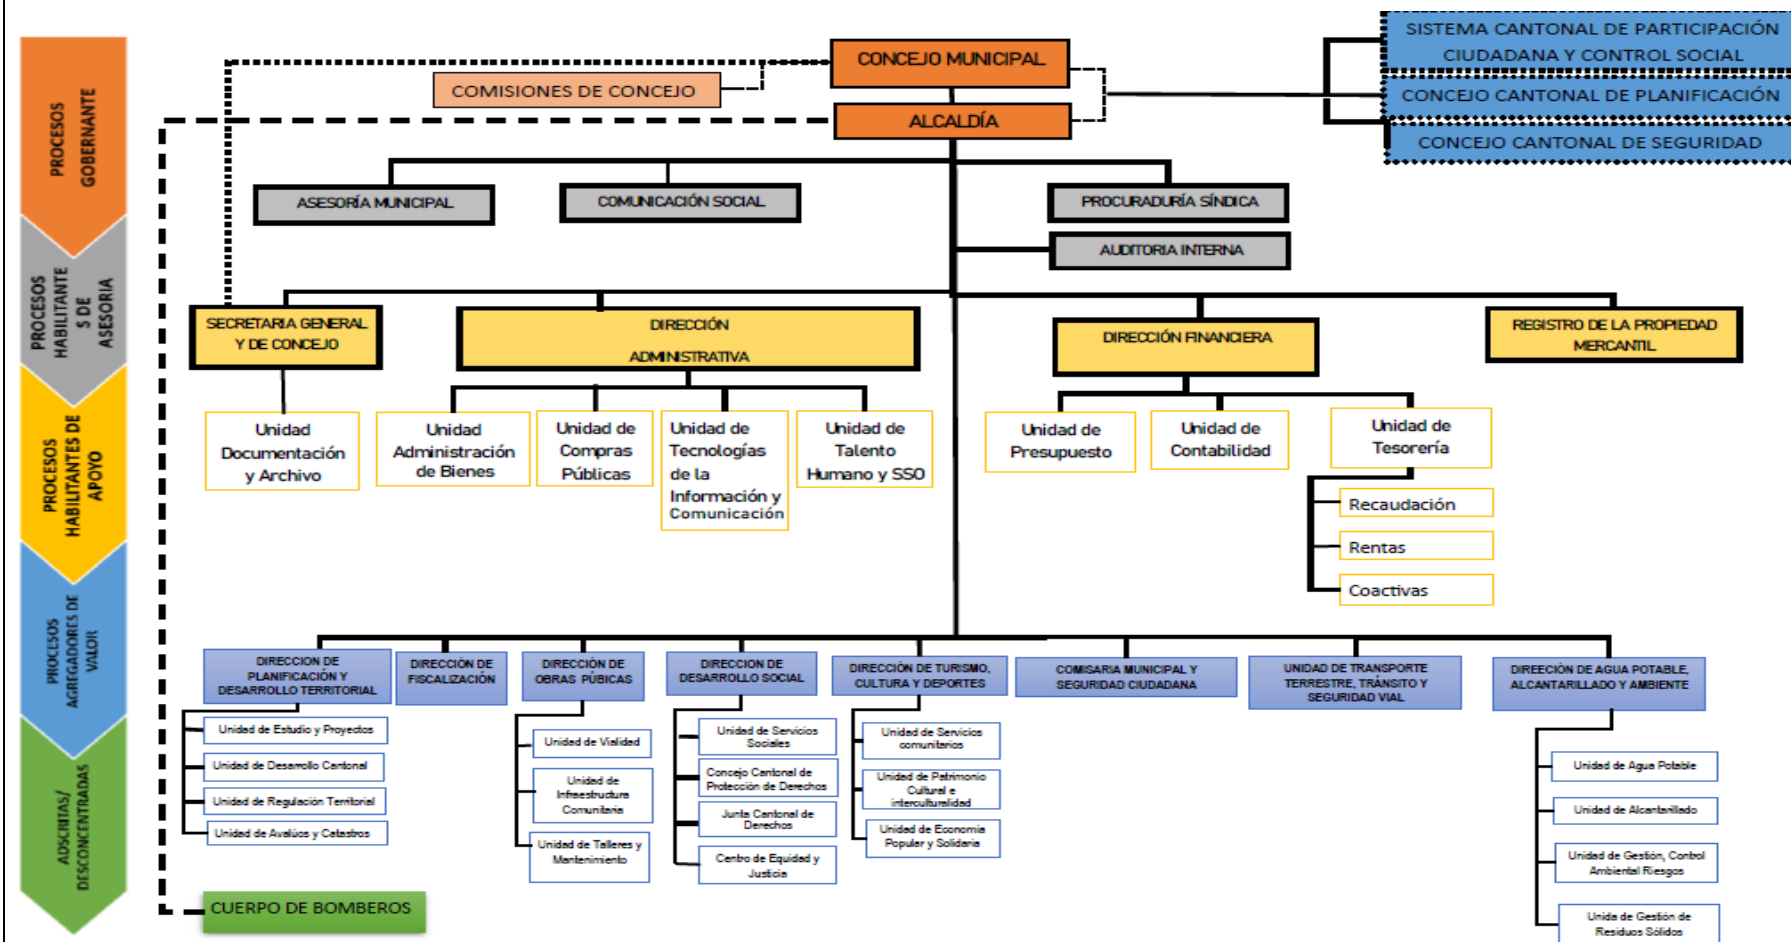 SISTEMA CANTONAL DE PARTICIPACIÓN
CIUDADANA Y CONTROL SOCIAL
CONCEJO CANTONAL DE PLANIFICACIÓN
CONCEJO CANTONAL DE SEGURIDAD
CONCEJO MUNICIPAL
COMISIONES DE CONCEJO
ALCALDÍA
PROCESOS
GOBERNANTE
ASESORÍA MUNICIPAL
COMUNICACIÓN SOCIAL
PROCURADURÍA SÍNDICA
AUDITORIA INTERNA
PROCESOS
HABILITANTE
S DE
ASESORIA
SECRETARIA GENERAL
Y DE CONCEJO
DIRECCIÓN
ADMINISTRATIVA
DIRECCIÓN FINANCIERA
REGISTRO DE LA PROPIEDAD
MERCANTIL
PROCESOS
HABILITANTES DE
APOYO
Unidad
Documentación
y Archivo
Unidad
Administración
de Bienes
Unidad de
Compras
Públicas
Unidad de
Tecnologías
de la
Información y
Comunicación
Unidad de
Talento
Humano y SSO
Unidad de
Presupuesto
Unidad de
Contabilidad
Unidad de
Tesorería
Recaudación
Rentas
Coactivas
PROCESOS
AGREGADORES DE
VALOR
DIRECCION DE
PLANIFICACIÓN Y
DESARROLLO TERRITORIAL
DIRECCIÓN DE
FISCALIZACIÓN
DIRECCIÓN DE
OBRAS PÚBICAS
DIRECCION DE
DESARROLLO SOCIAL
DIRECCIÓN DE TURISMO,
CULTURA Y DEPORTES
COMISARIA MUNICIPAL Y
SEGURIDAD CIUDADANA
UNIDAD DE TRANSPORTE
TERRESTRE, TRÁNSITO Y
SEGURIDAD VIAL
DIREECIÓN DE AGUA POTABLE,
ALCANTARILLADO Y AMBIENTE
Unidad de Estudio y Proyectos
Unidad de Desarrollo Cantonal
Unidad de Regulación Territorial
Unidad de Avalúos y Catastros
Unidad de Vialidad
Unidad de
Infraestructura
Comunitaria
Unidad de Talleres y
Mantenimiento
Unidad de Servicios
Sociales
Concejo Cantonal de
Protección de Derechos
Junta Cantonal de
Derechos
Centro de Equidad y
Justicia
Unidad de Servicios
comunitarios
Unidad de Patrimonio
Cultural e
interculturalidad
Unidad de Economia
Popular y Solidaria
Unidad de Agua Potable
Unidad de Alcantarillado
Unidad de Gestión, Control
Ambiental Riesgos
Unida de Gestión de
Residuos Sólidos
ADSCRITAS/
DESCONCENTRADAS
CUERPO DE BOMBEROS